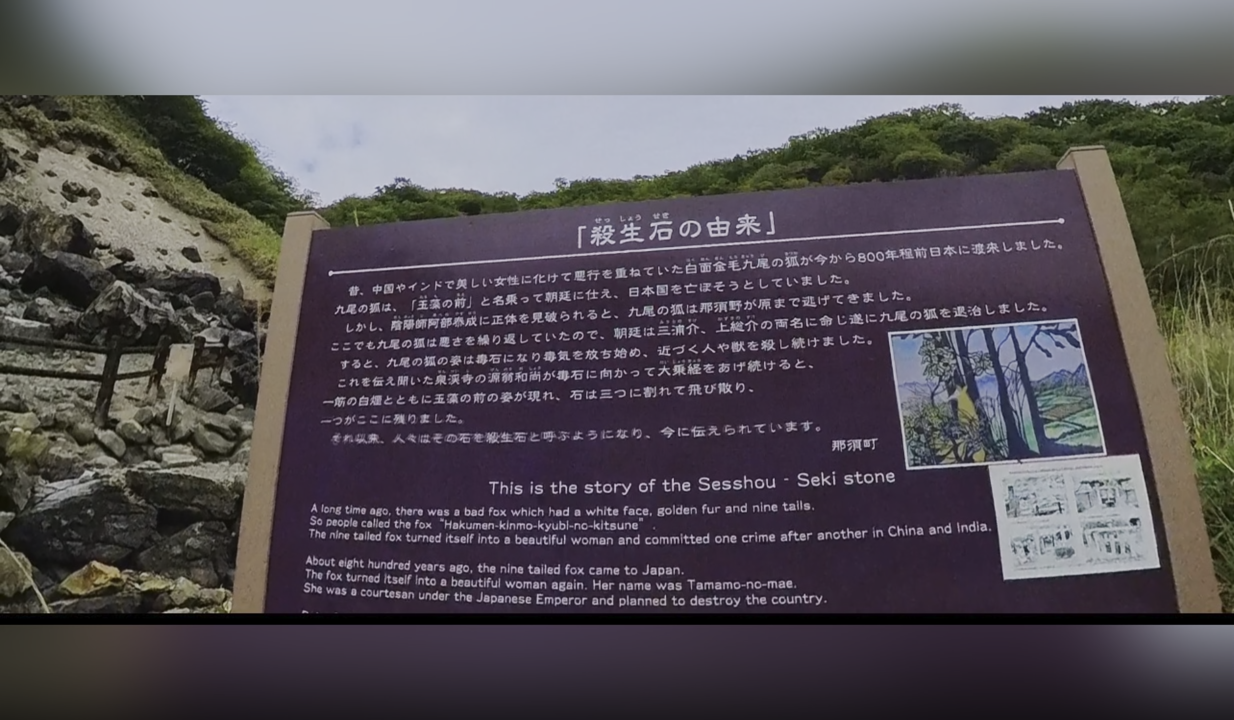 「殺生石の由来」
昔、中国やインドで美しい女性に化けて悪行を重ねていた白面金毛九尾の狐が今から800年程前日本に渡来しました。
九尾の狐は、「玉藻の前」と名乗って朝廷に仕え、日本国を亡ぼそうとしていました。
しかし、陰陽師阿部泰成に正体を見破られると、九尾の狐は那須野が原まで逃げてきました。
ここでも九尾の狐は悪さを繰り返していたので、朝廷は三浦介、上総介の両名に命じ遂に九尾の狐を退治しました。
すると、九尾の狐の姿は毒石になり毒気を放ち始め、近づく人や獣を殺し続けました。
これを伝え聞いた泉渓寺の源翁和尚が毒石に向かって大乗経をあげ続けると、
一筋の白煙とともに玉藻の前の姿が現れ、石は三つに割れて飛び散り、
一つがここに残りました。
それ以来、人々はその石を殺生石と呼ぶようになり、今に伝えられています。
那須町
This is the story of the Sesshou - Seki stone
A long time ago, there was a bad fox which had a white face, golden fur and nine tails.
So people called the fox “Hakumen-kinmo-kyubi-no-kitsune” .
The nine tailed fox turned itself into a beautiful woman and committed one crime after another in China and India.
About eight hundred years ago, the nine tailed fox came to Japan.
The fox turned itself into a beautiful woman again. Her name was Tamamo-no-mae.
She was a courtesan under the Japanese Emperor and planned to destroy the country.